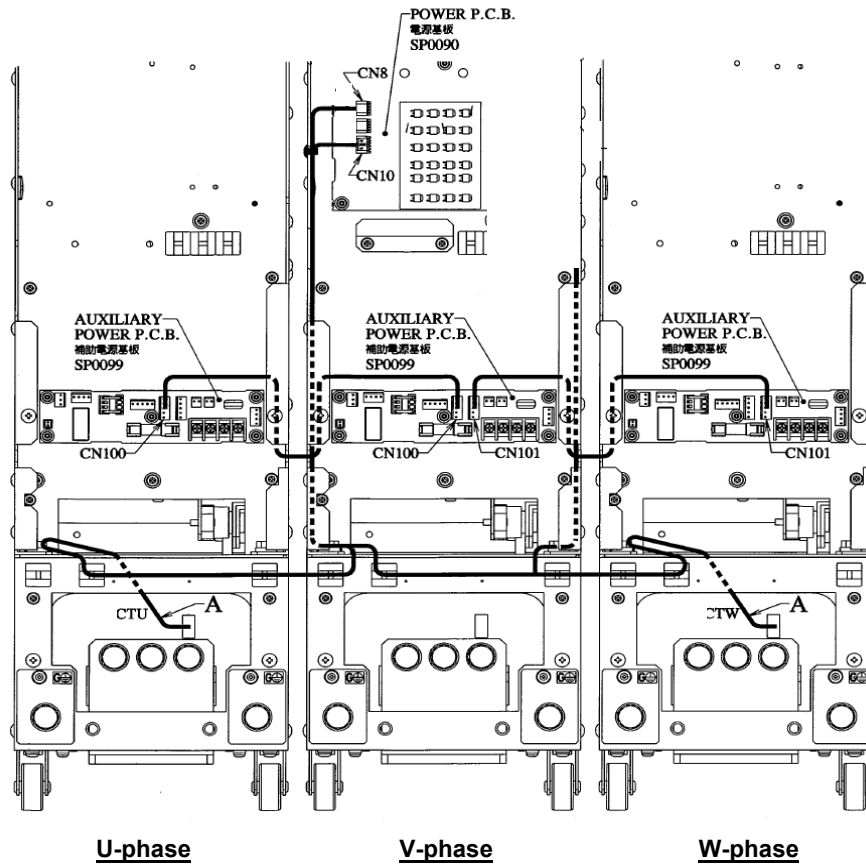 POWER P.C.B.
電源基板
SP0090
CN8
CN10
AUXILIARY
POWER P.C.B.
補助電源基板
SP0099
AUXILIARY
POWER P.C.B.
補助電源基板
SP0099
AUXILIARY
POWER P.C.B.
補助電源基板
SP0099
CN100
CN100
CN101
CN101
CTU
A
CTW
A
G
G
G
G
G
G
U-phase
V-phase
W-phase